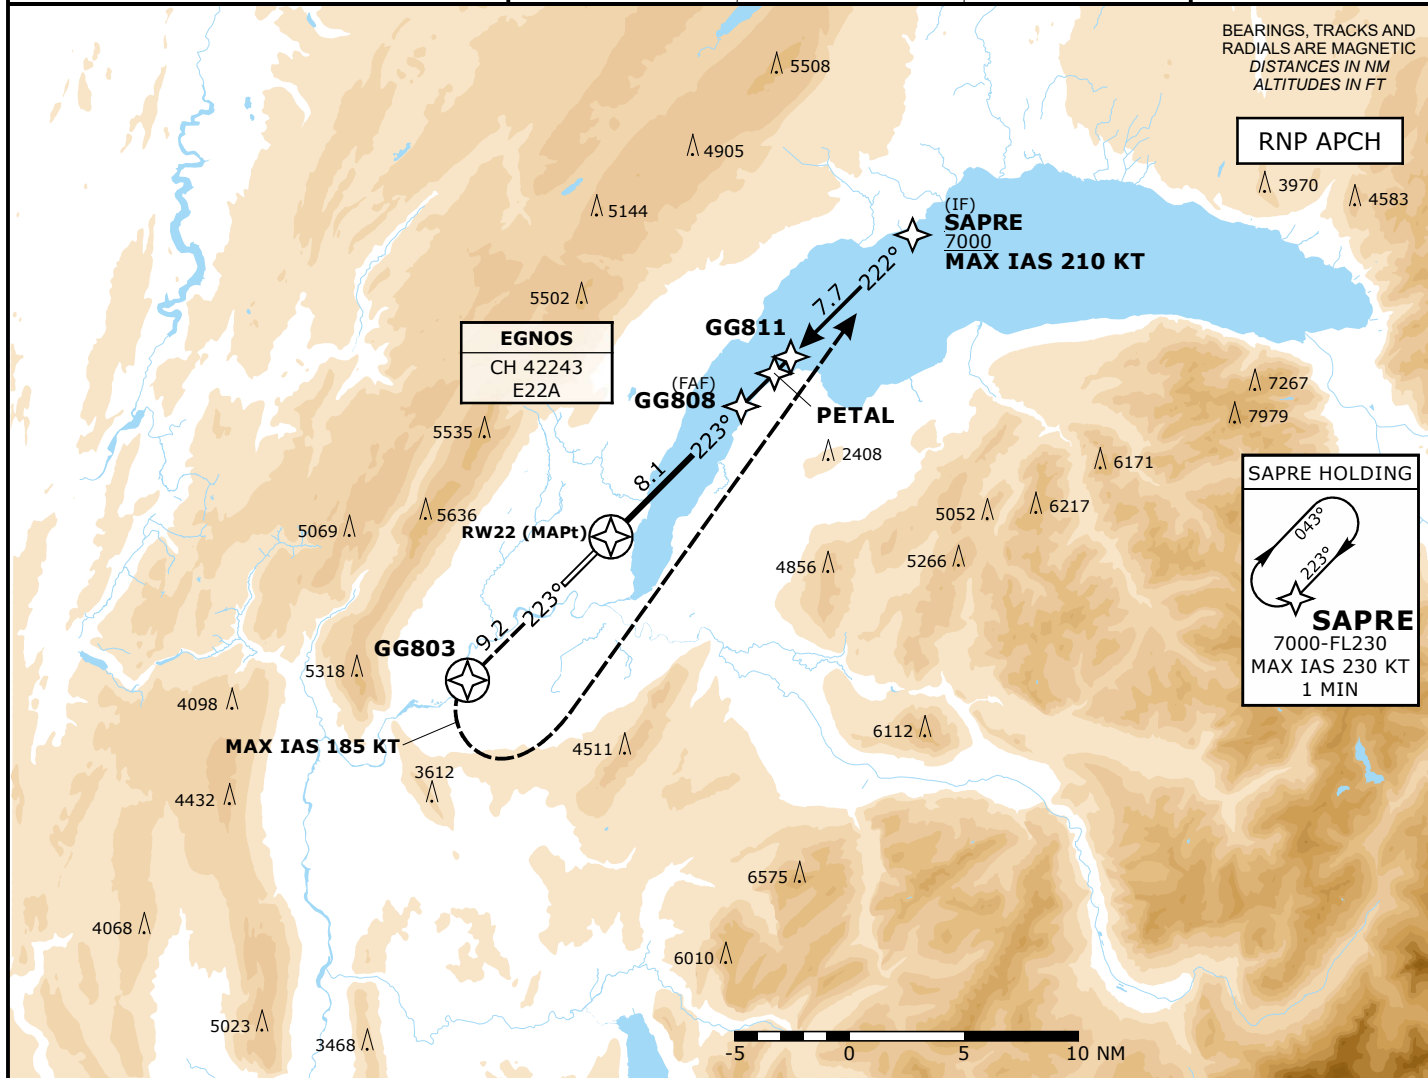 BEARINGS, TRACKS AND
RADIALS ARE MAGNETIC
DISTANCES IN NM
ALTITUDES IN FT
RNP APCH
5508
4905
3970
4583
5144
(IF)
SAPRE
7000
MAX IAS 210 KT
222°
7.7
5502
GG811
EGNOS
CH 42243
E22A
(FAF)
GG808
PETAL
7267
7979
5535
223°
8.1
2408
6171
SAPRE HOLDING
043°
223°
SAPRE
7000-FL230
MAX IAS 230 KT
1 MIN
5636
5069
RW22 (MAPt)
5052
6217
4856
5266
223°
9.2
GG803
5318
4098
MAX IAS 185 KT
4511
6112
3612
4432
6575
4068
6010
5023
3468
-5
0
5
10 NM